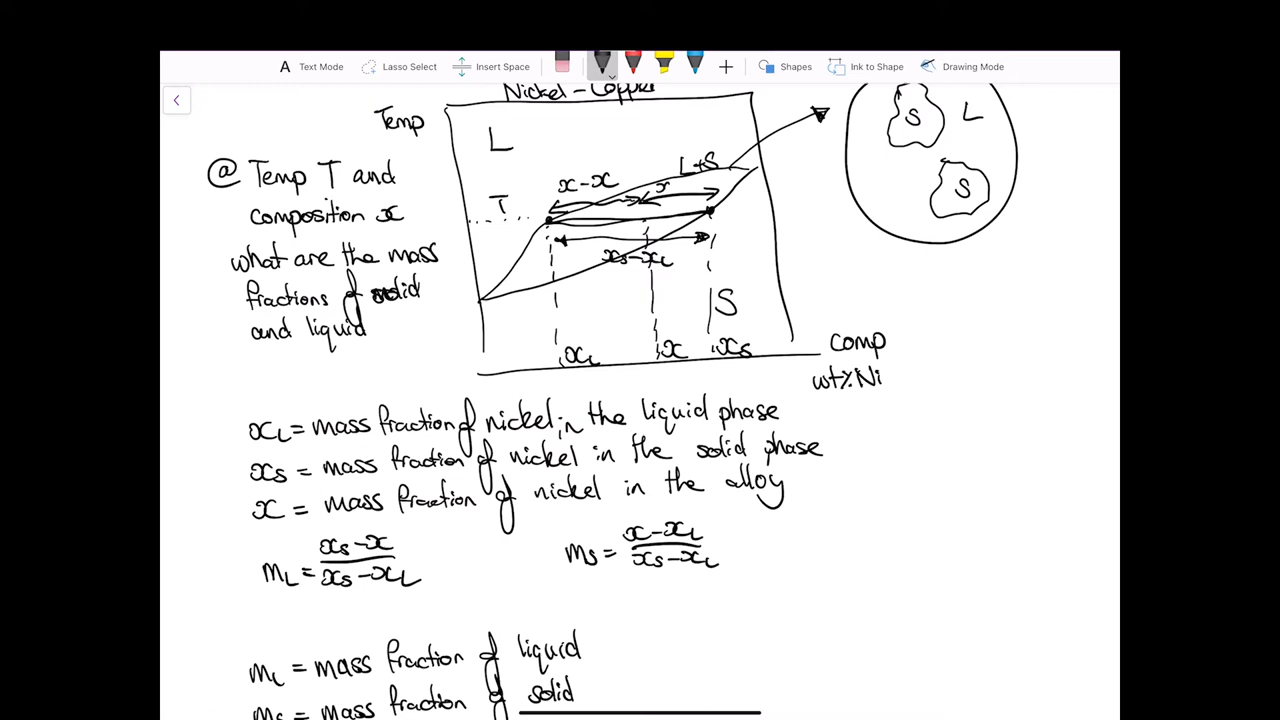 Text Mode
Lasso Select
Insert Space
Shapes
Ink to Shape
Drawing Mode
Nickel-Copper
Temp
L
S
L
S
@ Temp T and
composition x
what are the mass
fractions of solid
and liquid
L+S
x-x
x
T
xs-xL
S
xL
x
xs
comp
wt% Ni
xL = mass fraction of nickel in the liquid phase
xs = mass fraction of nickel in the solid phase
x = mass fraction of nickel in the alloy
mL = xs-x / xs-xL
ms = x-xL / xs-xL
mL = mass fraction of liquid
ms = mass fraction of solid